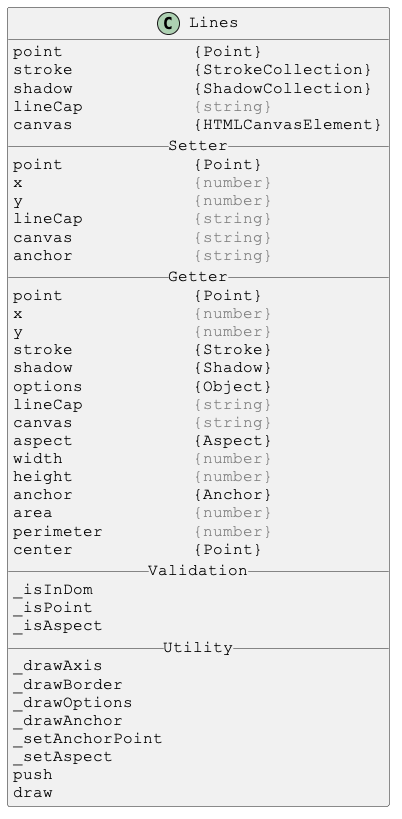 C Lines
point {Point}
stroke {StrokeCollection}
shadow {ShadowCollection}
lineCap {string}
canvas {HTMLCanvasElement}
Setter
point {Point}
x {number}
y {number}
lineCap {string}
canvas {string}
anchor {string}
Getter
point {Point}
x {number}
y {number}
stroke {Stroke}
shadow {Shadow}
options {Object}
lineCap {string}
canvas {string}
aspect {Aspect}
width {number}
height {number}
anchor {Anchor}
area {number}
perimeter {number}
center {Point}
Validation
_isInDom
_isPoint
_isAspect
Utility
_drawAxis
_drawBorder
_drawOptions
_drawAnchor
_setAnchorPoint
_setAspect
push
draw